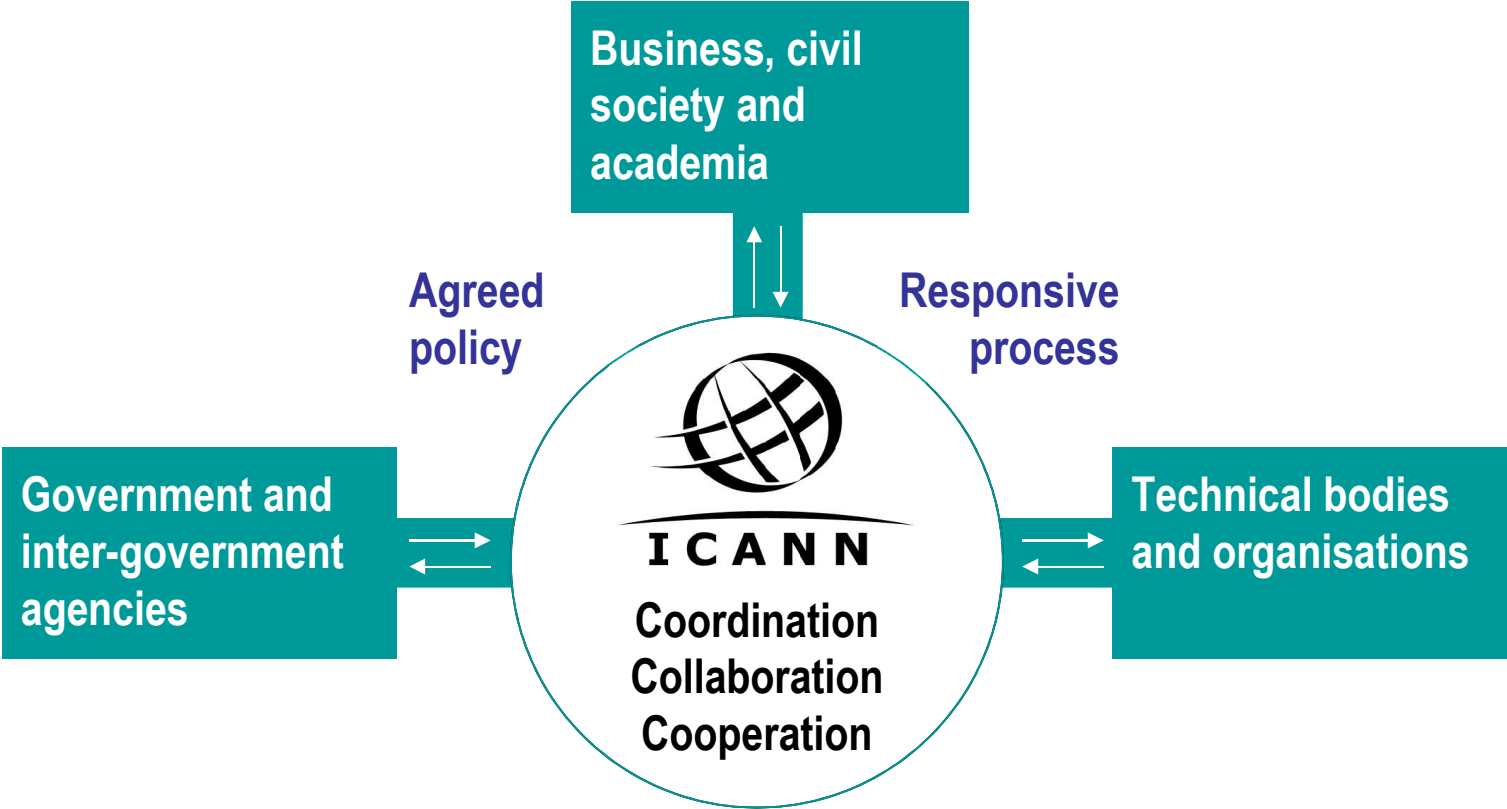 Business, civil
society and
academia
Agreed
policy
Responsive
process
Government and
inter-government
agencies
ICANN
Coordination
Collaboration
Cooperation
Technical bodies
and organisations